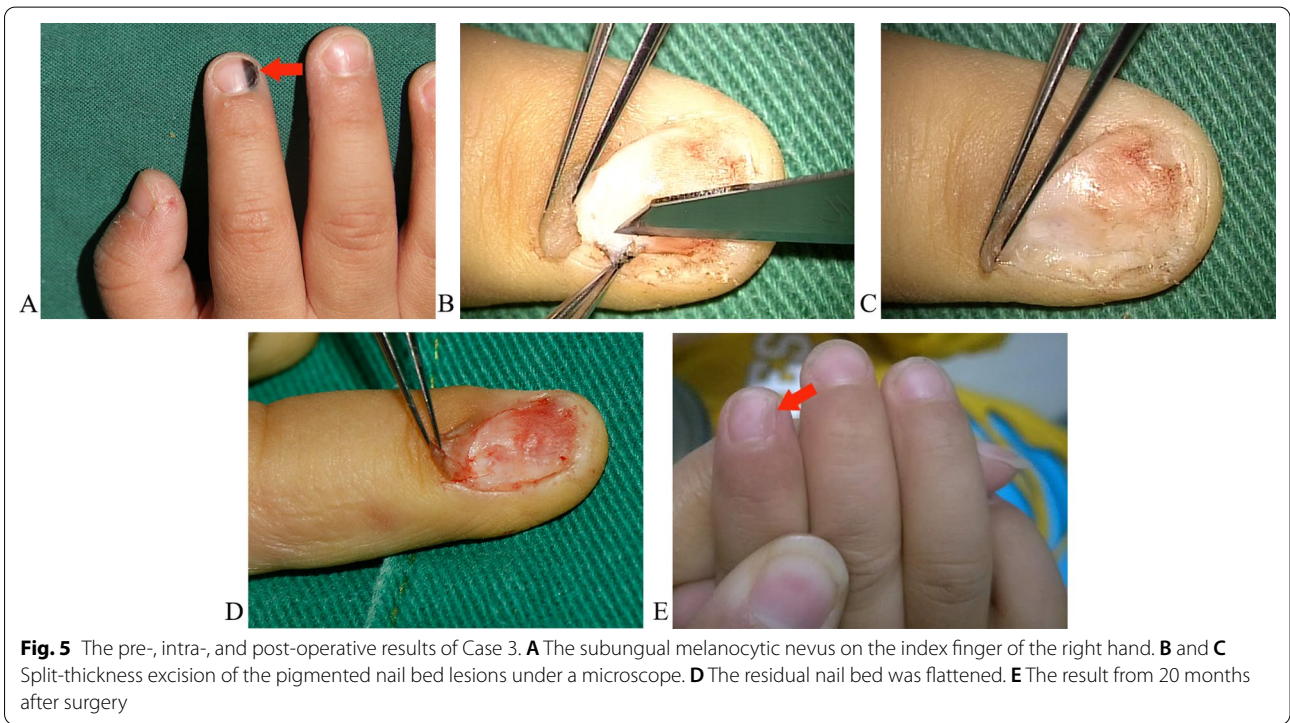 A
B
C
D
E
Fig. 5 The pre-, intra-, and post-operative results of Case 3. A The subungual melanocytic nevus on the index finger of the right hand. B and C
Split-thickness excision of the pigmented nail bed lesions under a microscope. D The residual nail bed was flattened. E The result from 20 months
after surgery